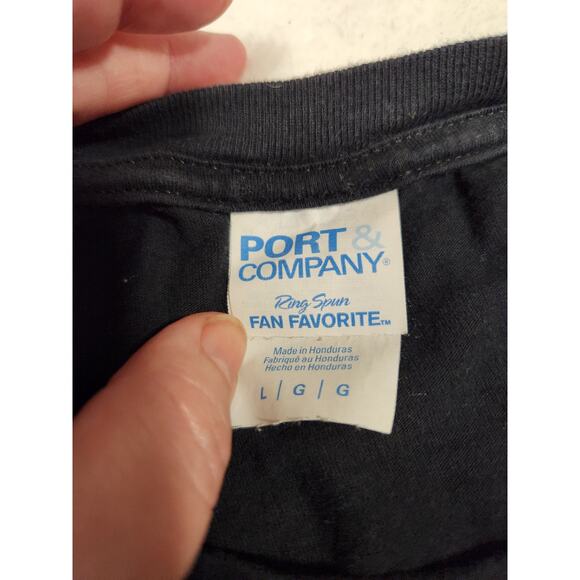 PORT &
COMPANY®
Ring Spun
FAN FAVORITE™
Made in Honduras
Fabriqué au Honduras
Hecho en Honduras
L | G | G